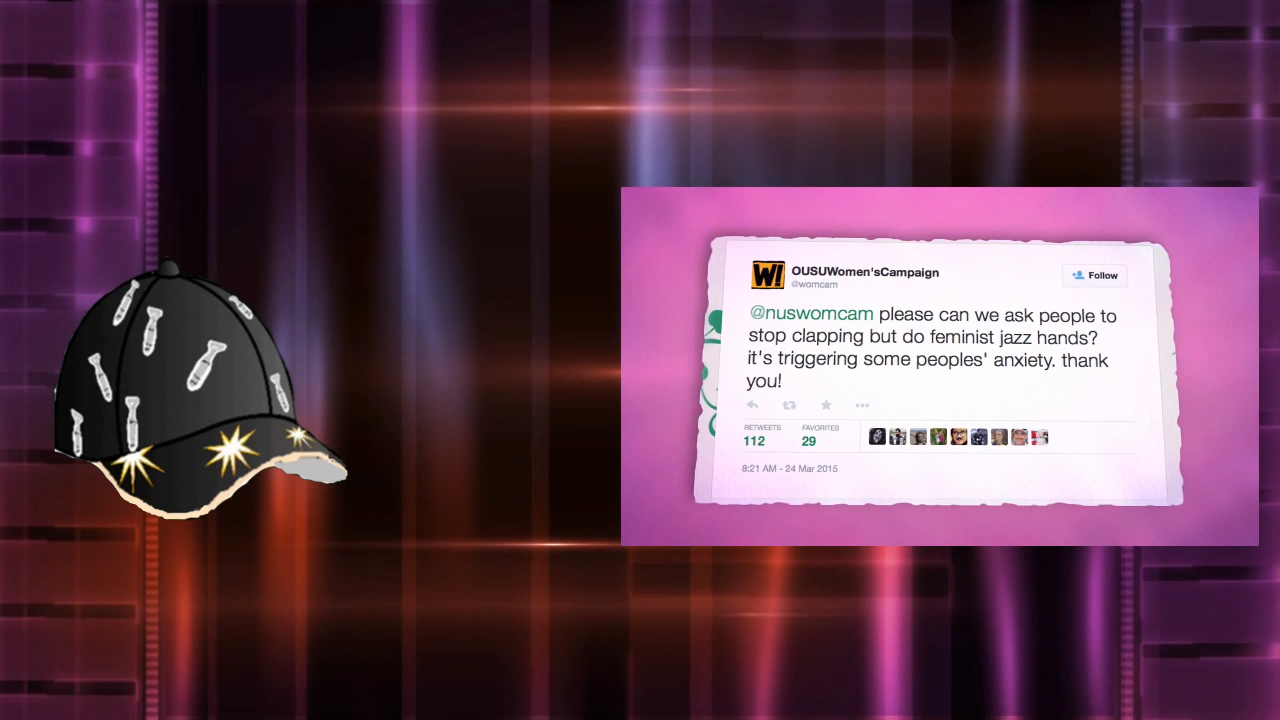 W!
OUSUWomen'sCampaign
@womcam
Follow
@nuswomcam please can we ask people to
stop clapping but do feminist jazz hands?
it's triggering some peoples' anxiety. thank
you!
RETWEETS
FAVORITES
112
29
8:21 AM - 24 Mar 2015